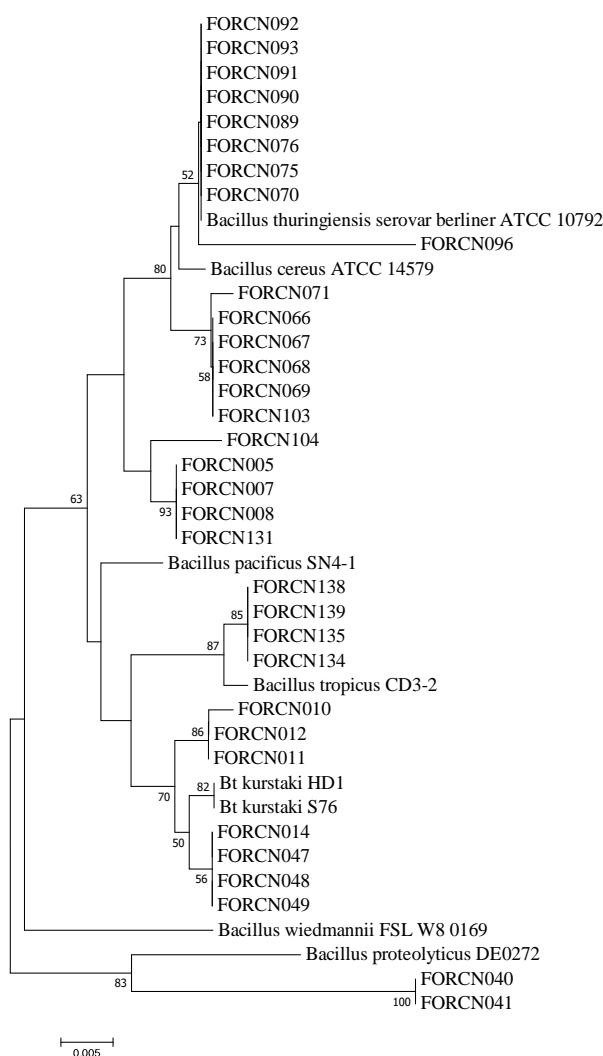 FORCN092
FORCN093
FORCN091
FORCN090
FORCN089
FORCN076
FORCN075
52
FORCN070
Bacillus thuringiensis serovar berliner ATCC 10792
FORCN096
80
Bacillus cereus ATCC 14579
FORCN071
FORCN066
73
FORCN067
FORCN068
58
FORCN069
FORCN103
FORCN104
FORCN005
FORCN007
63
FORCN008
93
FORCN131
Bacillus pacificus SN4-1
FORCN138
85
FORCN139
FORCN135
87
FORCN134
Bacillus tropicus CD3-2
FORCN010
86
FORCN012
FORCN011
82
Bt kurstaki HD1
70
Bt kurstaki S76
FORCN014
50
FORCN047
FORCN048
56
FORCN049
Bacillus wiedmannii FSL W8 0169
Bacillus proteolyticus DE0272
83
FORCN040
100
FORCN041
0.005